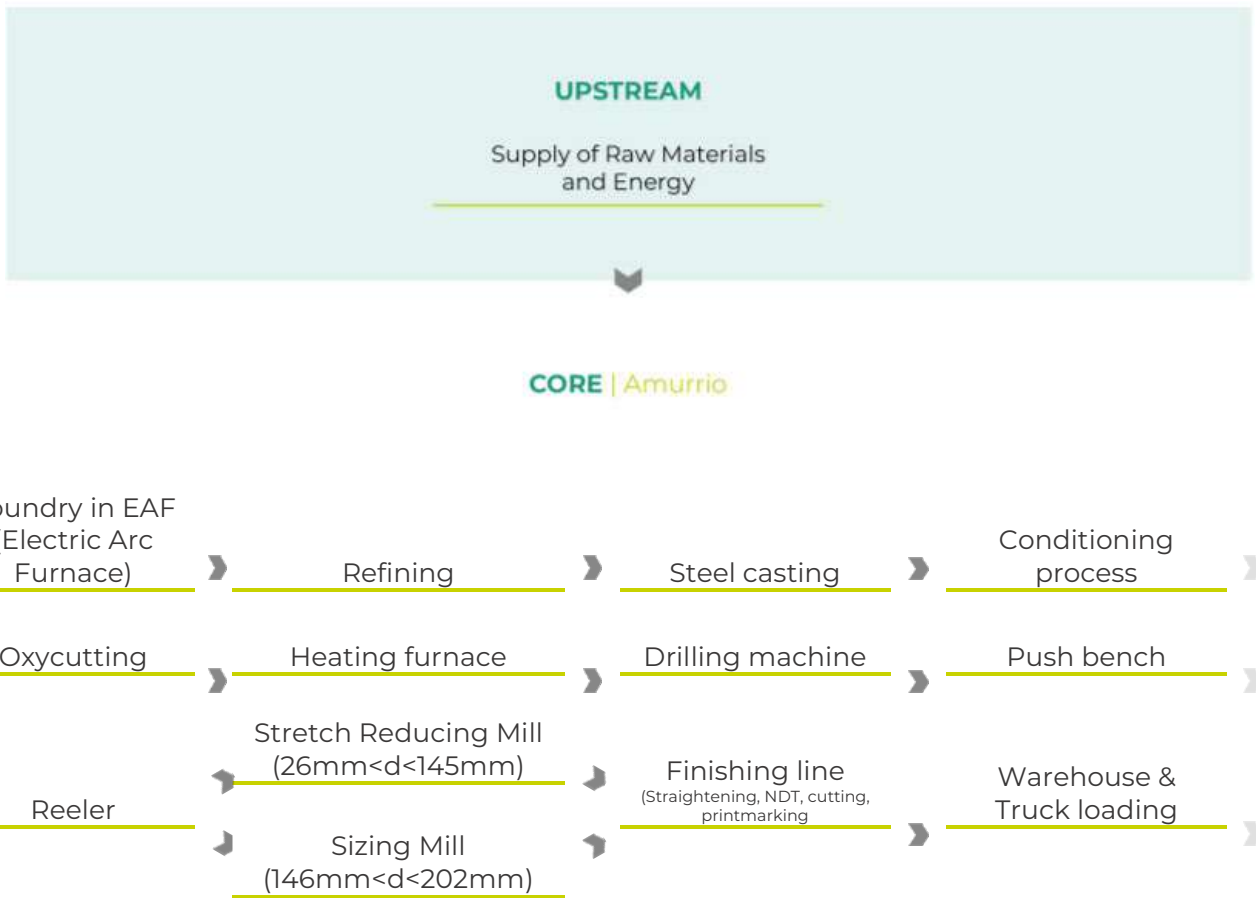 UPSTREAM
Supply of Raw Materials
and Energy
CORE | Amurrio
oundry in EAF
(Electric Arc
Furnace)
Refining
Steel casting
Conditioning
process
Oxycutting
Heating furnace
Drilling machine
Push bench
Reeler
Stretch Reducing Mill
(26mm<d<145mm)
Sizing Mill
(146mm<d<202mm)
Finishing line
(Straightening, NDT, cutting,
printmarking
Warehouse &
Truck loading